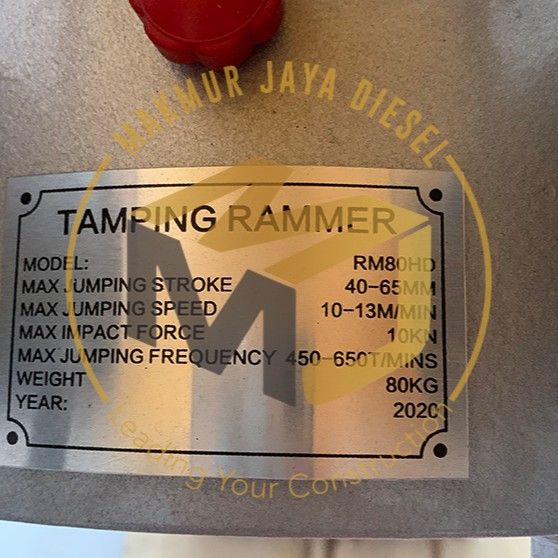 MAKMUR JAYA DIESEL
TAMPING RAMMER
MODEL: RM80HD
MAX JUMPING STROKE 40-65MM
MAX JUMPING SPEED 10-13M/MIN
MAX IMPACT FORCE 10KN
MAX JUMPING FREQUENCY 450-650T/MINS
WEIGHT 80KG
YEAR: 2020
Leading Your Construction